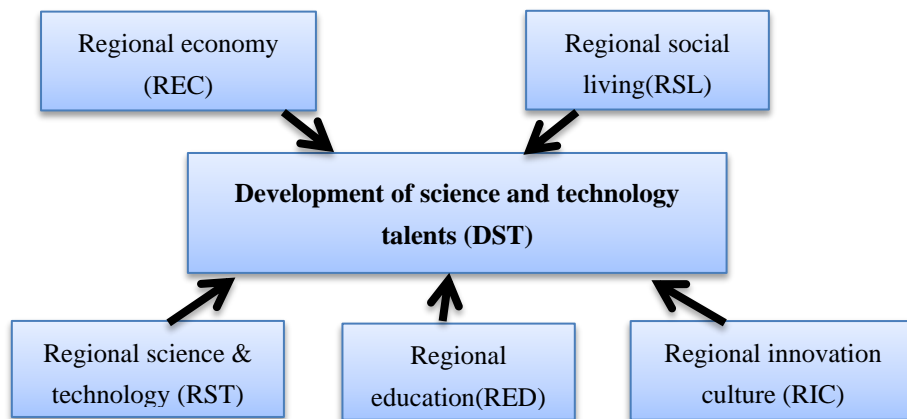 Regional economy
(REC)
Regional social
living(RSL)
Development of science and technology
talents (DST)
Regional science &
technology (RST)
Regional
education(RED)
Regional innovation
culture (RIC)